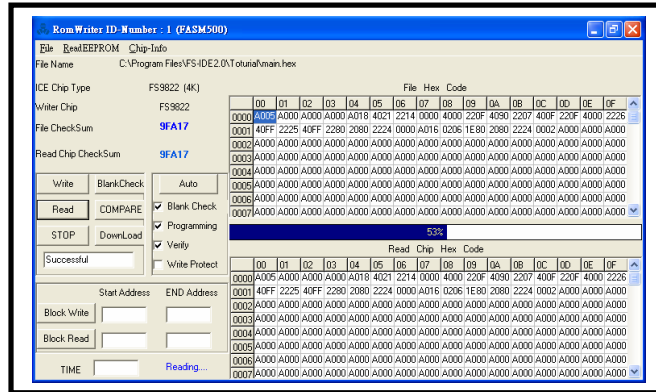 RomWriter ID-Number : 1 (FASM500)
File ReadEEPROM Chip-Info
File Name C:\Program Files\FS-IDE2.0\Toturial\main.hex
ICE Chip Type FS9822 (4K)
Writer Chip FS9822
File CheckSum 9FA17
Read Chip CheckSum 9FA17
Write BlankCheck Auto
Read COMPARE Blank Check
Programming
STOP DownLoad Verify
Successful Write Protect
Start Address END Address
Block Write
Block Read
TIME Reading....
File Hex Code
00 01 02 03 04 05 06 07 08 09 0A 0B 0C 0D 0E 0F
0000 A005 A000 A000 A000 A018 4021 2214 0000 4000 220F 4090 2207 400F 220F 4000 2226
0001 40FF 2225 40FF 2280 2080 2224 0000 A016 0206 1E80 2080 2224 0002 A000 A000 A000
0002 A000 A000 A000 A000 A000 A000 A000 A000 A000 A000 A000 A000 A000 A000 A000 A000
0003 A000 A000 A000 A000 A000 A000 A000 A000 A000 A000 A000 A000 A000 A000 A000 A000
0004 A000 A000 A000 A000 A000 A000 A000 A000 A000 A000 A000 A000 A000 A000 A000 A000
0005 A000 A000 A000 A000 A000 A000 A000 A000 A000 A000 A000 A000 A000 A000 A000 A000
0006 A000 A000 A000 A000 A000 A000 A000 A000 A000 A000 A000 A000 A000 A000 A000 A000
0007 A000 A000 A000 A000 A000 A000 A000 A000 A000 A000 A000 A000 A000 A000 A000 A000
53%
Read Chip Hex Code
00 01 02 03 04 05 06 07 08 09 0A 0B 0C 0D 0E 0F
0000 A005 A000 A000 A000 A018 4021 2214 0000 4000 220F 4090 2207 400F 220F 4000 2226
0001 40FF 2225 40FF 2280 2080 2224 0000 A016 0206 1E80 2080 2224 0002 A000 A000 A000
0002 A000 A000 A000 A000 A000 A000 A000 A000 A000 A000 A000 A000 A000 A000 A000 A000
0003 A000 A000 A000 A000 A000 A000 A000 A000 A000 A000 A000 A000 A000 A000 A000 A000
0004 A000 A000 A000 A000 A000 A000 A000 A000 A000 A000 A000 A000 A000 A000 A000 A000
0005 A000 A000 A000 A000 A000 A000 A000 A000 A000 A000 A000 A000 A000 A000 A000 A000
0006 A000 A000 A000 A000 A000 A000 A000 A000 A000 A000 A000 A000 A000 A000 A000 A000
0007 A000 A000 A000 A000 A000 A000 A000 A000 A000 A000 A000 A000 A000 A000 A000 A000